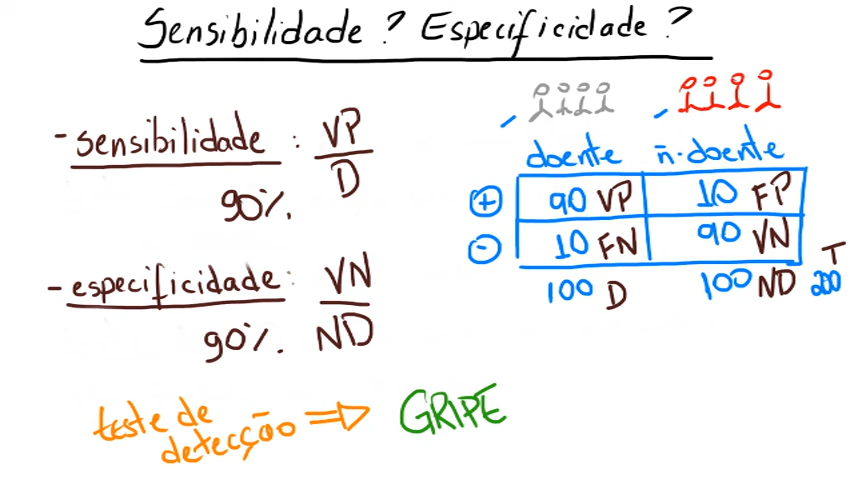 Sensibilidade? Especificidade?
- sensibilidade : VP
D
90%.
- especificidade : VN
ND
90%.
doente n̄.doente
+ 90 VP 10 FP
- 10 FN 90 VN
100 D 100 ND T 200
teste de
detecção ⇒ GRIPE